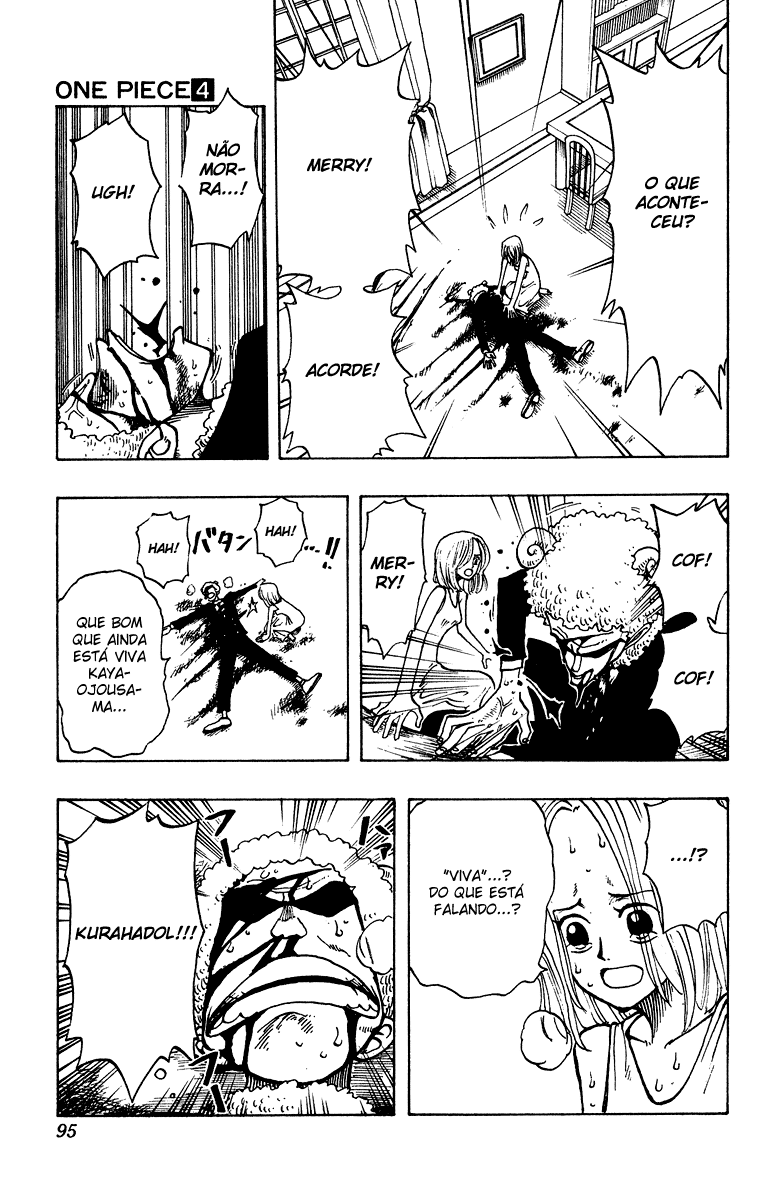 O QUE
ACONTE-
CEU?
MERRY!
ACORDE!
ONE PIECE 4
NÃO
MOR-
RA...!
UGH!
COF!
COF!
MER-
RY!
HAH!
バタン
...!!
HAH!
QUE BOM
QUE AINDA
ESTÁ VIVA
KAYA-
OJOUSA-
MA...
...!?
"VIVA"...?
DO QUE ESTÁ
FALANDO...?
KURAHADOL!!!
95